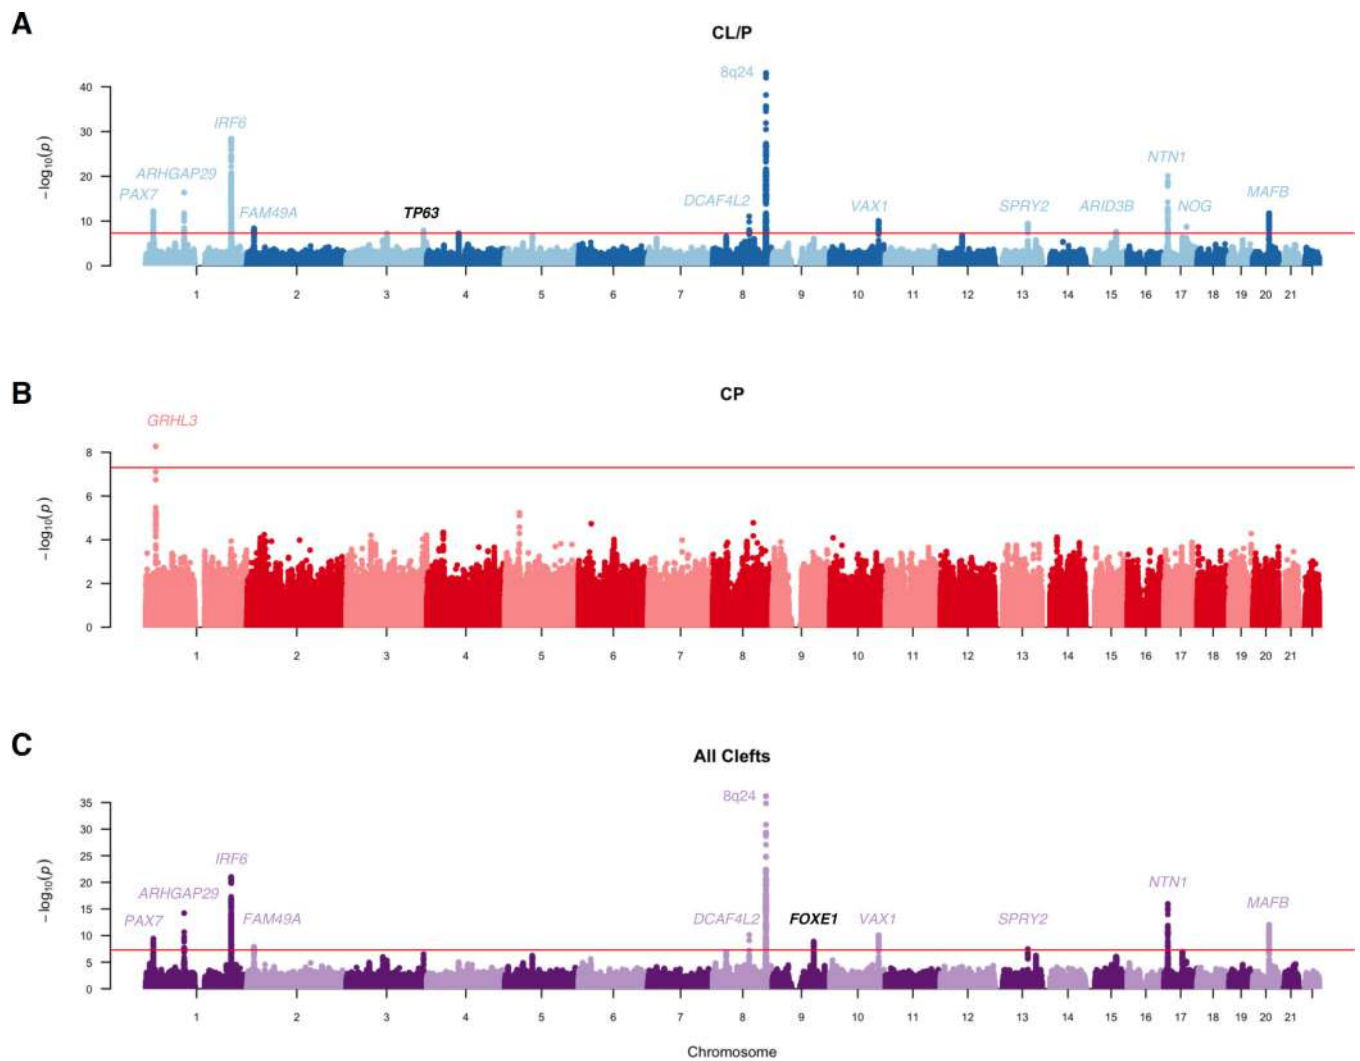 A
CL/P
8q24
40
30
IRF6
NTN1
ARHGAP29
20
PAX7
DCAF4L2
MAFB
FAM49A
TP63
VAX1
SPRY2
ARID3B
NOG
10
0
−log10(p)
1 2 3 4 5 6 7 8 9 10 11 12 13 14 15 16 17 18 19 20 21
B
CP
GRHL3
8
6
4
2
0
−log10(p)
1 2 3 4 5 6 7 8 9 10 11 12 13 14 15 16 17 18 19 20 21
C
All Clefts
8q24
35
30
25
IRF6
20
ARHGAP29
NTN1
15
PAX7
FAM49A
DCAF4L2
FOXE1
VAX1
SPRY2
MAFB
10
5
0
−log10(p)
1 2 3 4 5 6 7 8 9 10 11 12 13 14 15 16 17 18 19 20 21
Chromosome